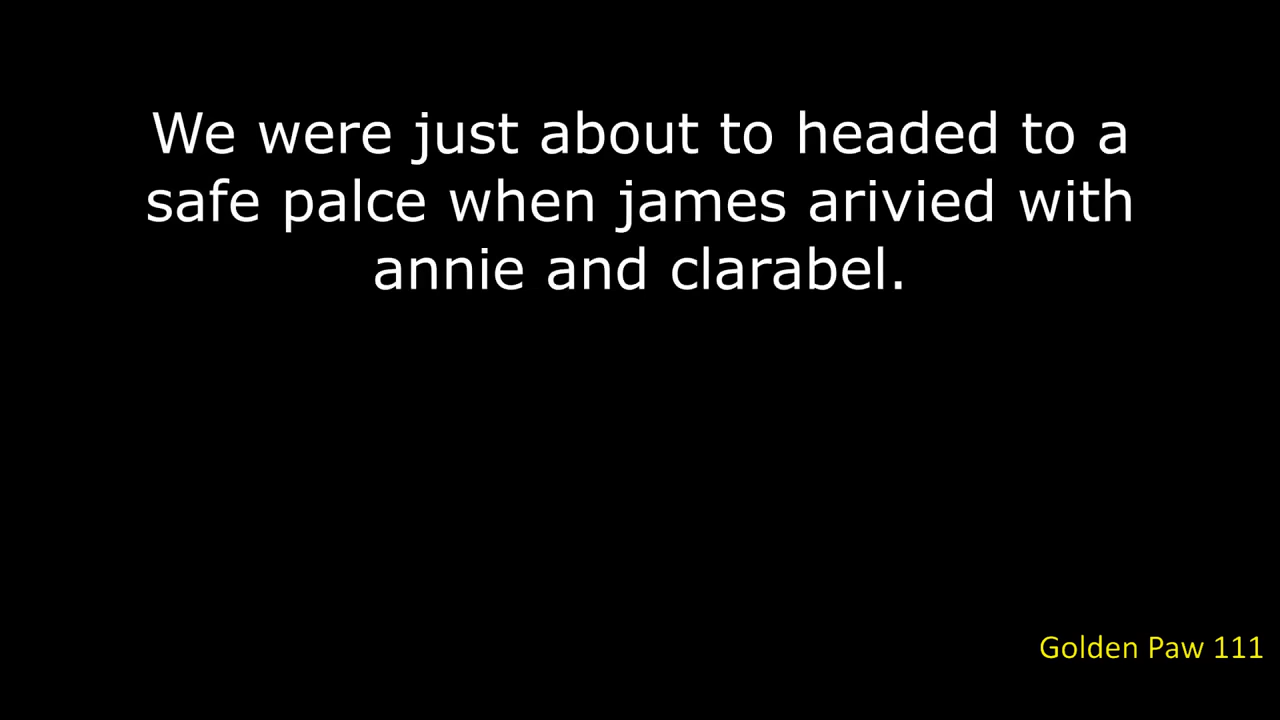 We were just about to headed to a
safe palce when james arivied with
annie and clarabel.
Golden Paw 111